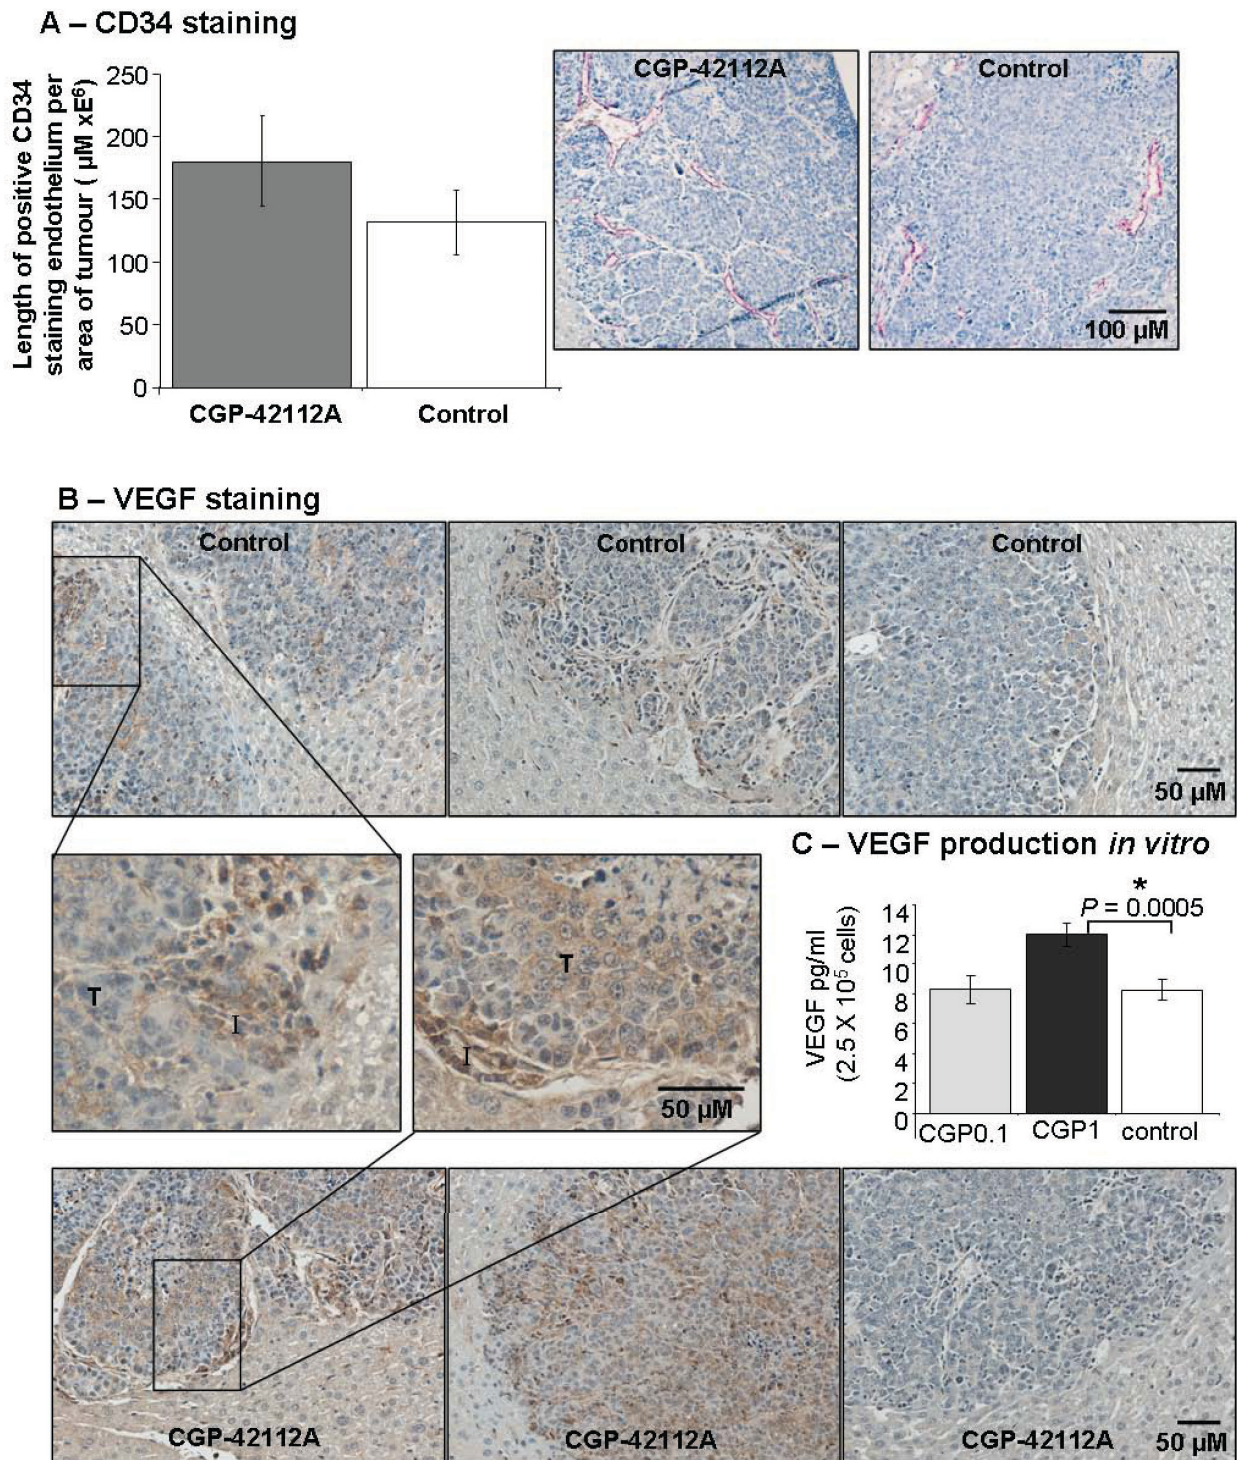 A – CD34 staining
Length of positive CD34
staining endothelium per
area of tumour ( µM xE⁶)
250
200
150
100
50
0
CGP-42112A
Control
CGP-42112A
Control
100 µM
B – VEGF staining
Control
Control
Control
50 µM
T
I
T
I
50 µM
C – VEGF production in vitro
*
P = 0.0005
VEGF pg/ml
(2.5 X 10⁵ cells)
14
12
10
8
6
4
2
0
CGP0.1
CGP1
control
CGP-42112A
CGP-42112A
CGP-42112A
50 µM